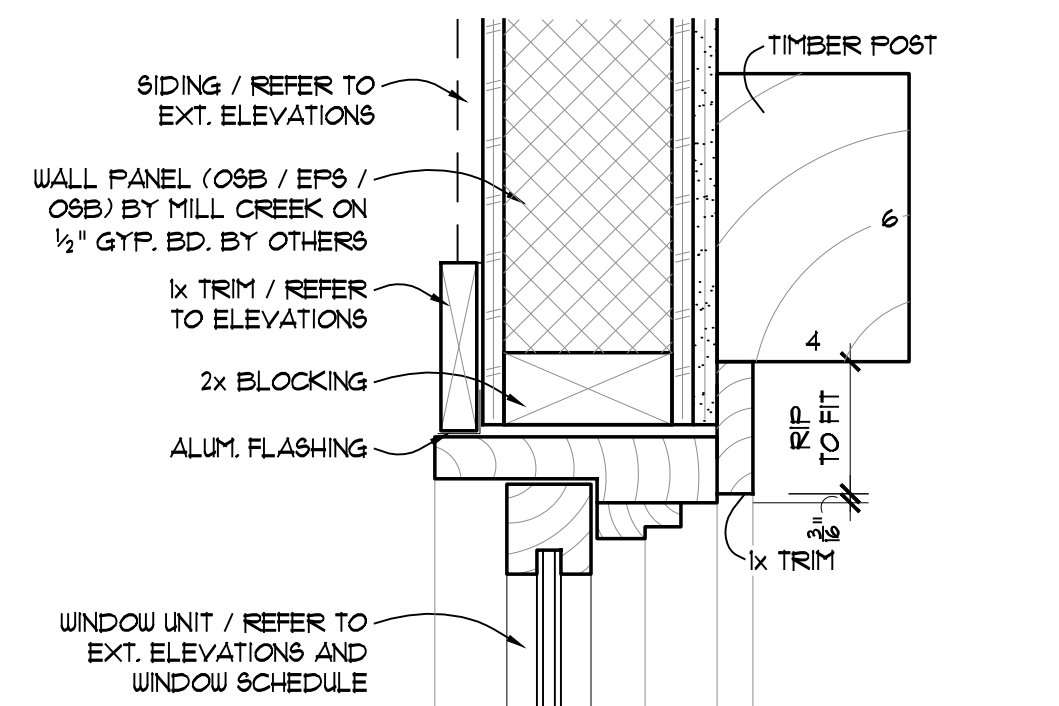 TIMBER POST
SIDING / REFER TO
EXT. ELEVATIONS
WALL PANEL (OSB / EPS /
OSB) BY MILL CREEK ON
½" GYP. BD. BY OTHERS
6
1x TRIM / REFER
TO ELEVATIONS
4
2x BLOCKING
RIP
TO FIT
ALUM. FLASHING
3/16"
1x TRIM
WINDOW UNIT / REFER TO
EXT. ELEVATIONS AND
WINDOW SCHEDULE